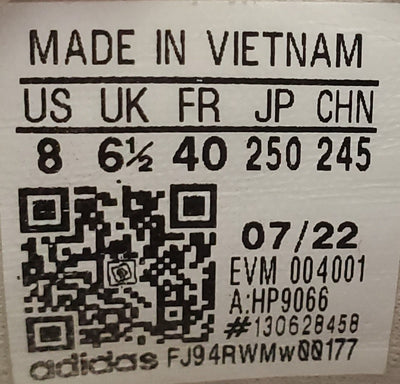 MADE IN VIETNAM
US UK FR JP CHN
8 6½ 40 250 245
07/22
EVM 004001
A:HP9066
#130628458
adidas FJ94RWMw00177